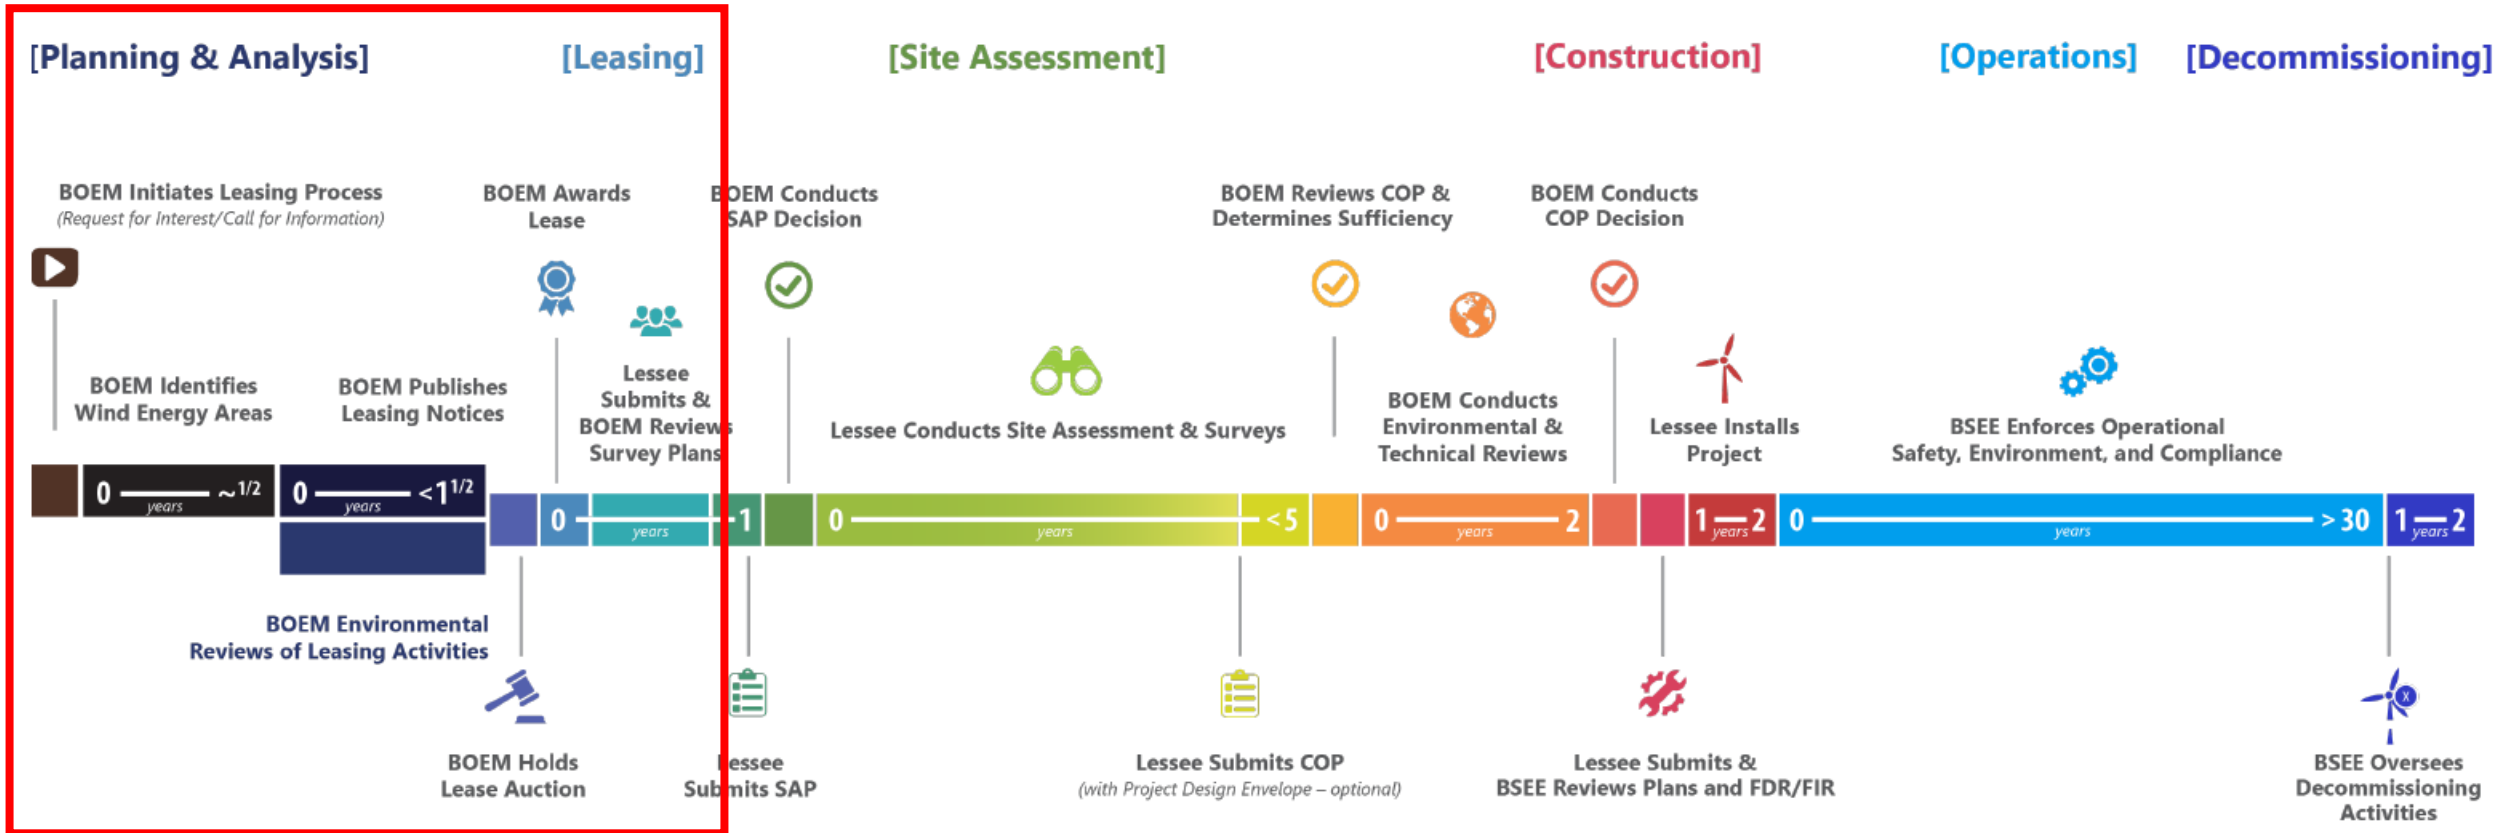 [Planning & Analysis]
[Leasing]
[Site Assessment]
[Construction]
[Operations]
[Decommissioning]
BOEM Initiates Leasing Process
(Request for Interest/Call for Information)
BOEM Awards
Lease
BOEM Conducts
SAP Decision
BOEM Reviews COP &
Determines Sufficiency
BOEM Conducts
COP Decision
BOEM Identifies
Wind Energy Areas
BOEM Publishes
Leasing Notices
Lessee
Submits &
BOEM Reviews
Survey Plans
Lessee Conducts Site Assessment & Surveys
BOEM Conducts
Environmental &
Technical Reviews
Lessee Installs
Project
BSEE Enforces Operational
Safety, Environment, and Compliance
0 ~1/2
years
0 <1 1/2
years
0 1
years
0 <5
years
0 2
years
1 2
years
0 > 30
years
1 2
years
BOEM Environmental
Reviews of Leasing Activities
BOEM Holds
Lease Auction
Lessee
Submits SAP
Lessee Submits COP
(with Project Design Envelope – optional)
Lessee Submits &
BSEE Reviews Plans and FDR/FIR
X
BSEE Oversees
Decommissioning
Activities